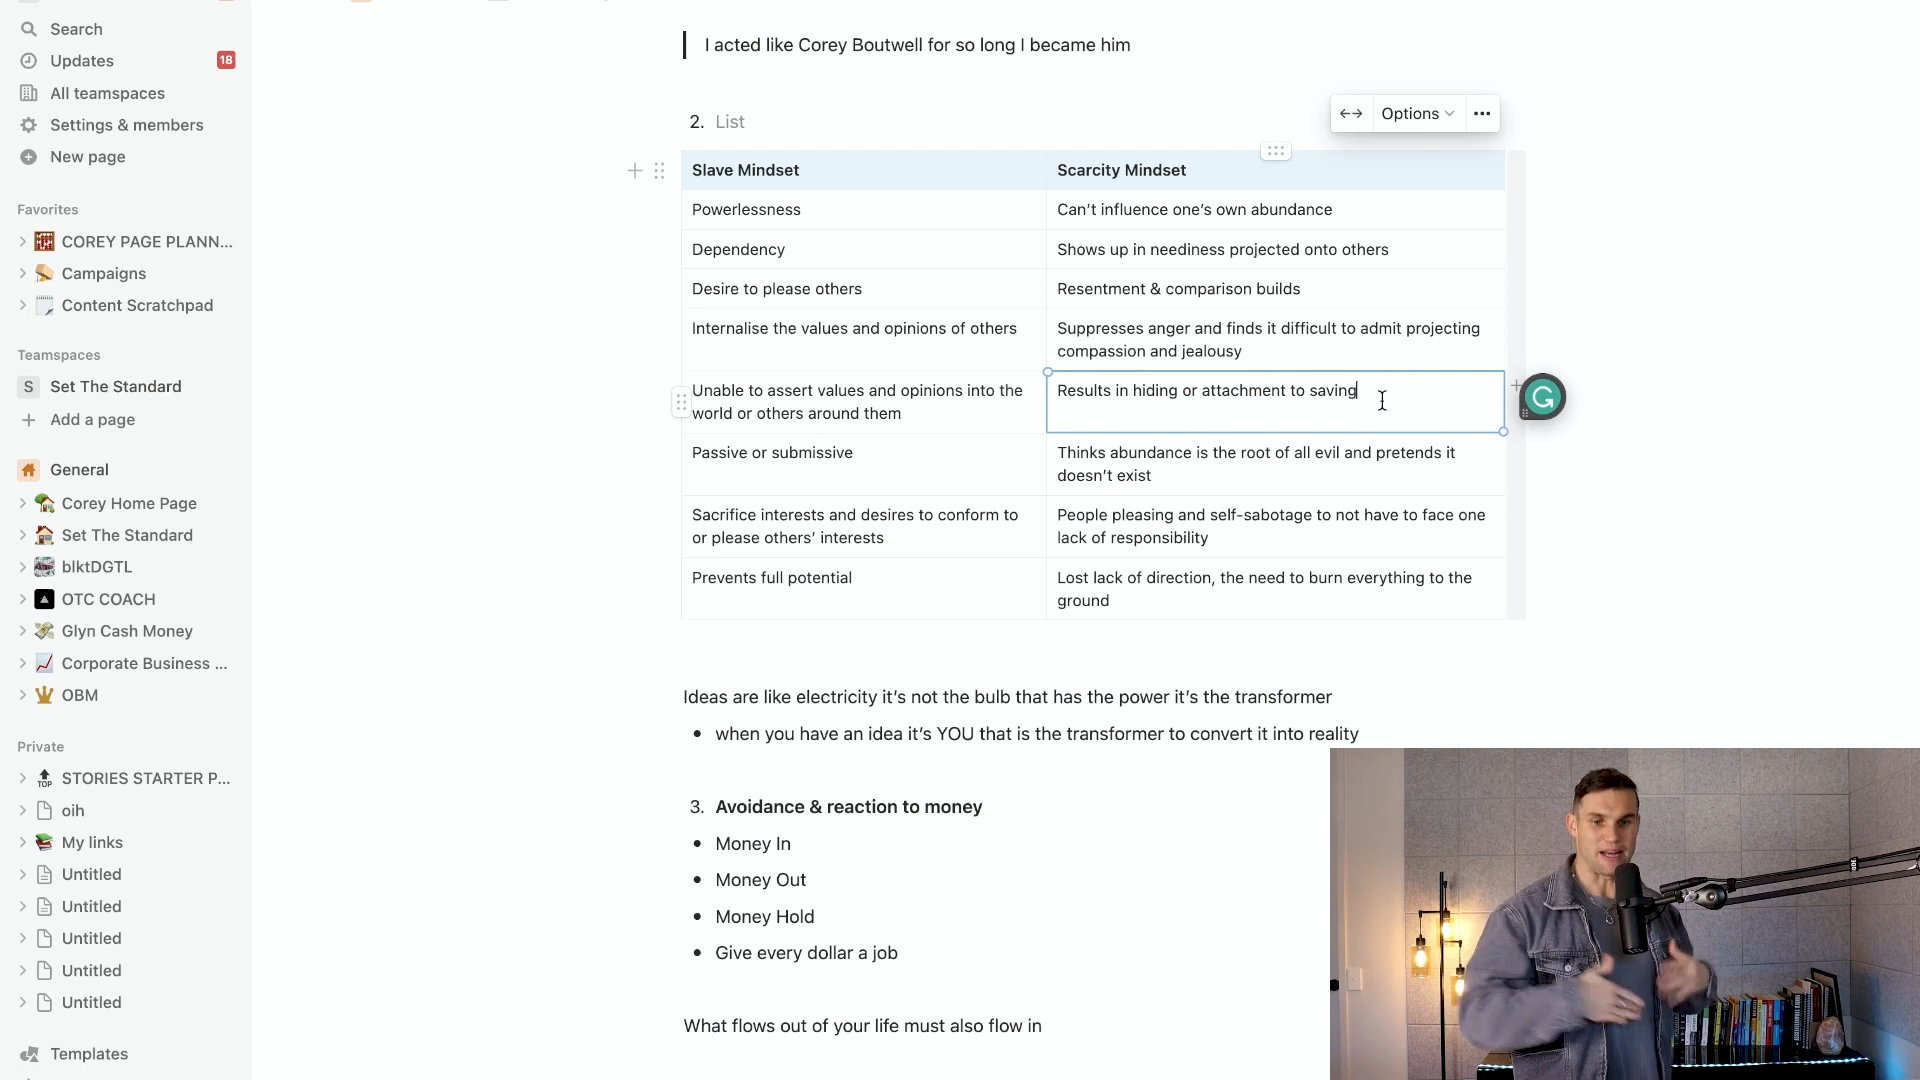 Search
Updates
18
All teamspaces
Settings & members
New page
Favorites
COREY PAGE PLANN...
Campaigns
Content Scratchpad
Teamspaces
S Set The Standard
Add a page
General
Corey Home Page
Set The Standard
blktDGTL
OTC COACH
Glyn Cash Money
Corporate Business ...
OBM
Private
TOP
STORIES STARTER P...
oih
My links
Untitled
Untitled
Untitled
Untitled
Untitled
Templates
I acted like Corey Boutwell for so long I became him
2. List
Options
Slave Mindset
Scarcity Mindset
Powerlessness
Can't influence one's own abundance
Dependency
Shows up in neediness projected onto others
Desire to please others
Resentment & comparison builds
Internalise the values and opinions of others
Suppresses anger and finds it difficult to admit projecting
compassion and jealousy
Unable to assert values and opinions into the
world or others around them
Results in hiding or attachment to saving
Passive or submissive
Thinks abundance is the root of all evil and pretends it
doesn't exist
Sacrifice interests and desires to conform to
or please others' interests
People pleasing and self-sabotage to not have to face one
lack of responsibility
Prevents full potential
Lost lack of direction, the need to burn everything to the
ground
Ideas are like electricity it's not the bulb that has the power it's the transformer
• when you have an idea it's YOU that is the transformer to convert it into reality
3. Avoidance & reaction to money
• Money In
• Money Out
• Money Hold
• Give every dollar a job
What flows out of your life must also flow in